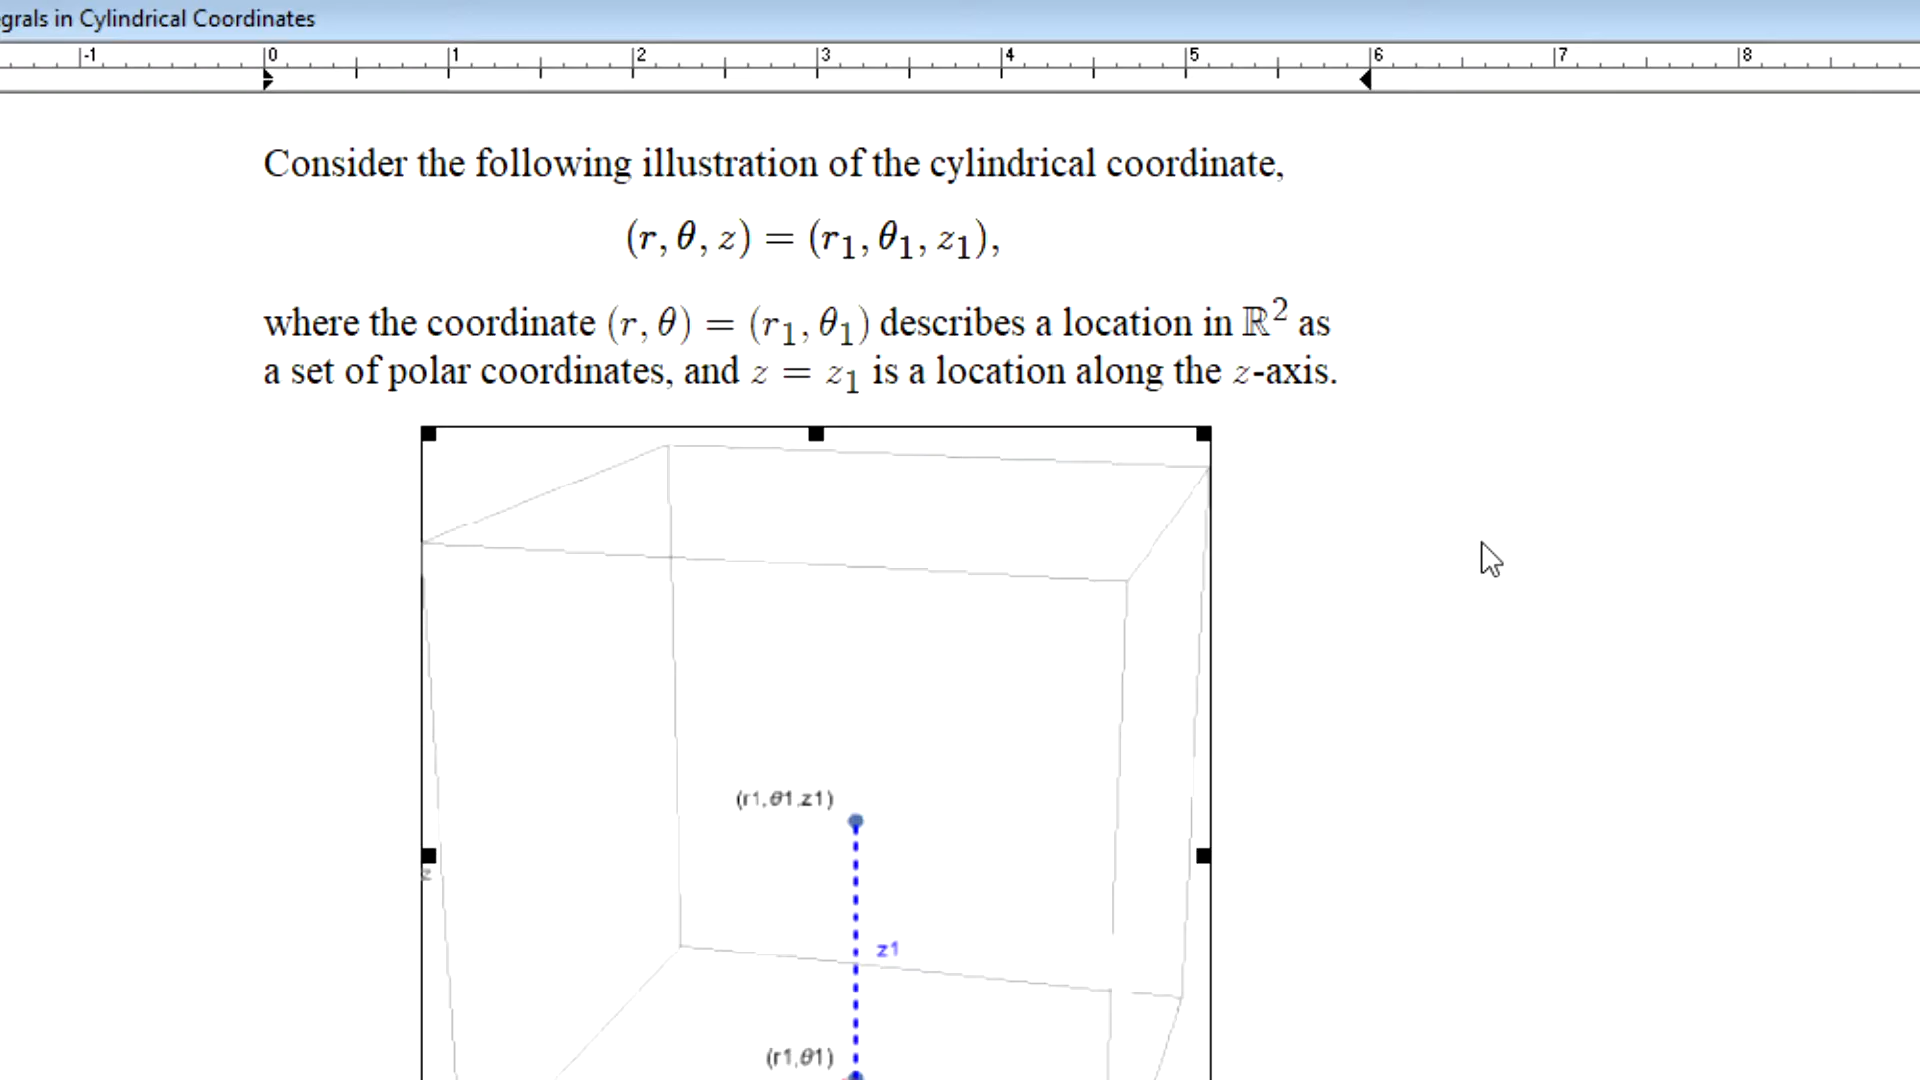 grals in Cylindrical Coordinates
-1 0 1 2 3 4 5 6 7 8
Consider the following illustration of the cylindrical coordinate,
(r, θ, z) = (r₁, θ₁, z₁),
where the coordinate (r, θ) = (r₁, θ₁) describes a location in ℝ² as
a set of polar coordinates, and z = z₁ is a location along the z-axis.
(r1,θ1,z1)
z
z1
(r1,θ1)